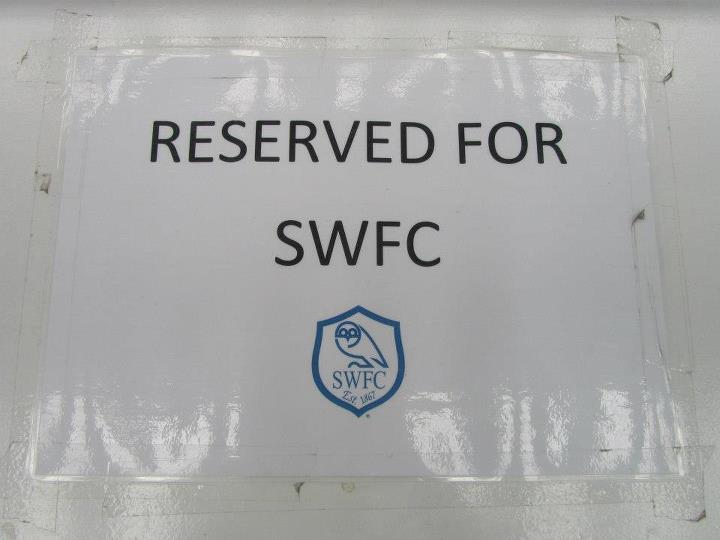 RESERVED FOR
SWFC
SWFC
Est. 1867